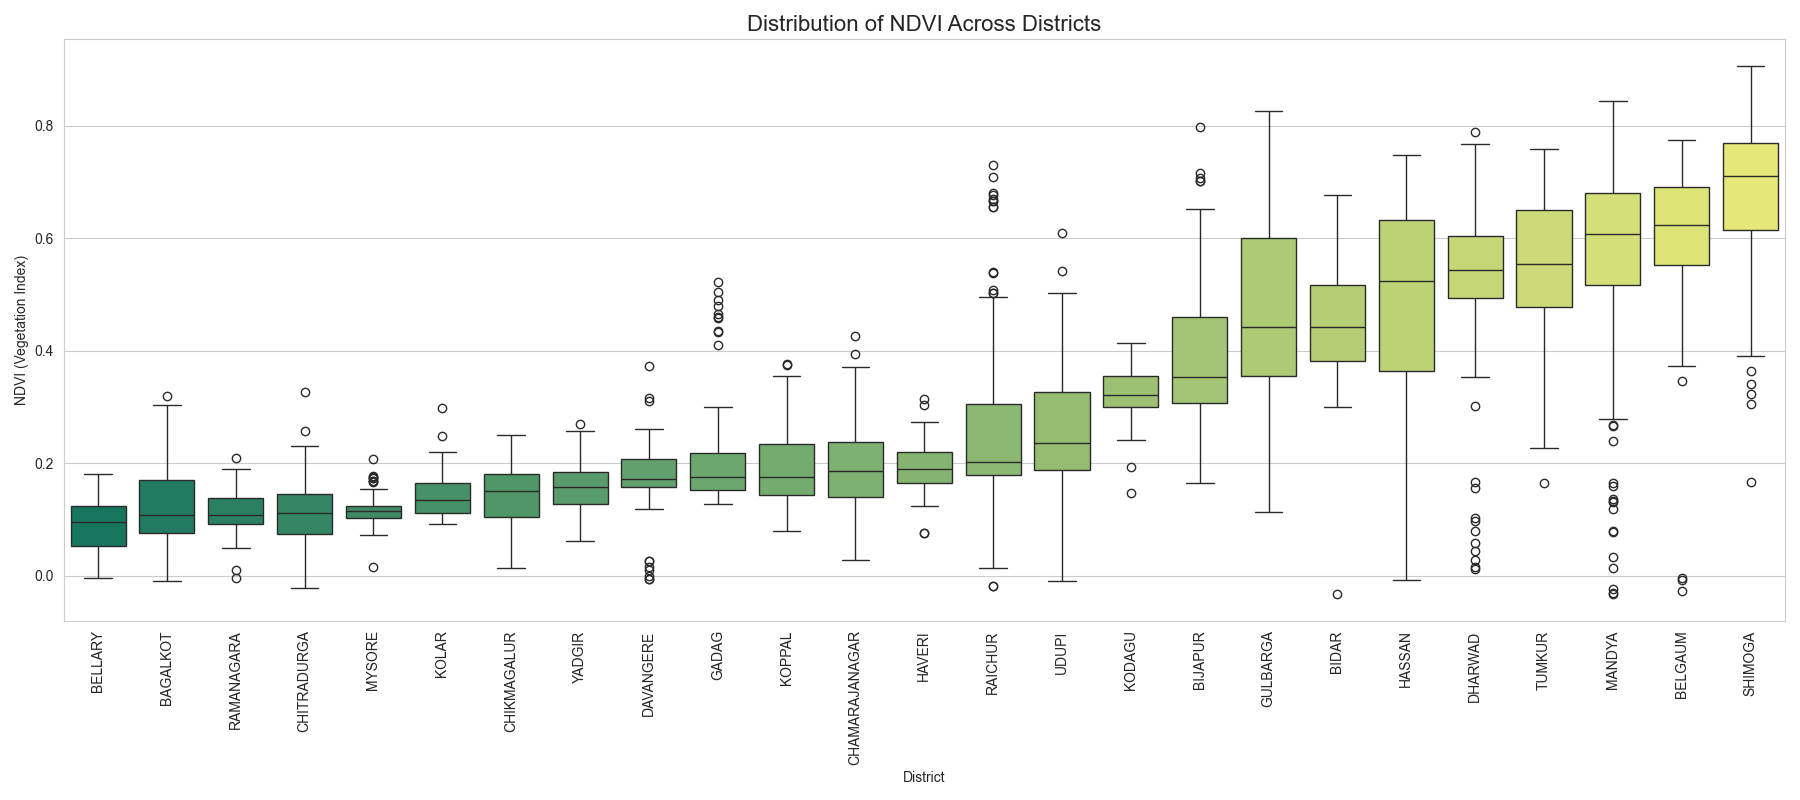 Distribution of NDVI Across Districts
NDVI (Vegetation Index)
0.8
0.6
0.4
0.2
0.0
BELLARY
BAGALKOT
RAMANAGARA
CHITRADURGA
MYSORE
KOLAR
CHIKMAGALUR
YADGIR
DAVANGERE
GADAG
KOPPAL
CHAMARAJANAGAR
HAVERI
RAICHUR
UDUPI
KODAGU
BIJAPUR
GULBARGA
BIDAR
HASSAN
DHARWAD
TUMKUR
MANDYA
BELGAUM
SHIMOGA
District